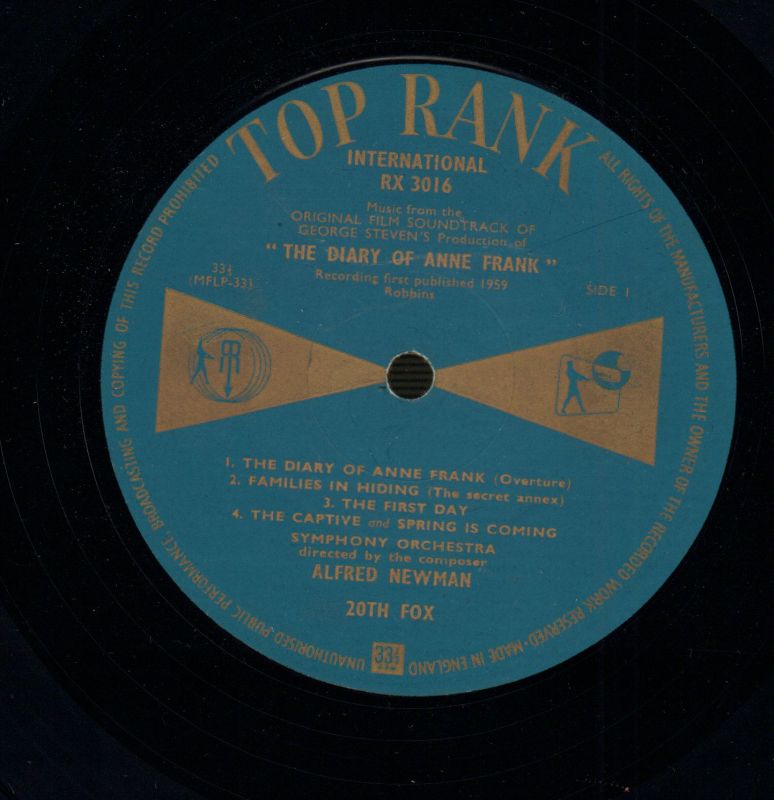 TOP RANK
INTERNATIONAL
RX 3016
Music from the
ORIGINAL FILM SOUNDTRACK OF
GEORGE STEVEN'S Production of
"THE DIARY OF ANNE FRANK"
Recording first published 1959
Robbins
33⅓
(MFLP-33)
SIDE 1
1. THE DIARY OF ANNE FRANK (Overture)
2. FAMILIES IN HIDING (The secret annex)
3. THE FIRST DAY
4. THE CAPTIVE and SPRING IS COMING
SYMPHONY ORCHESTRA
directed by the composer
ALFRED NEWMAN
20TH FOX
ALL RIGHTS OF THE MANUFACTURERS AND THE OWNER OF THE RECORDED WORK RESERVED-MADE IN ENGLAND
33⅓
UNAUTHORISED PUBLIC PERFORMANCE, BROADCASTING AND COPYING OF THIS RECORD PROHIBITED